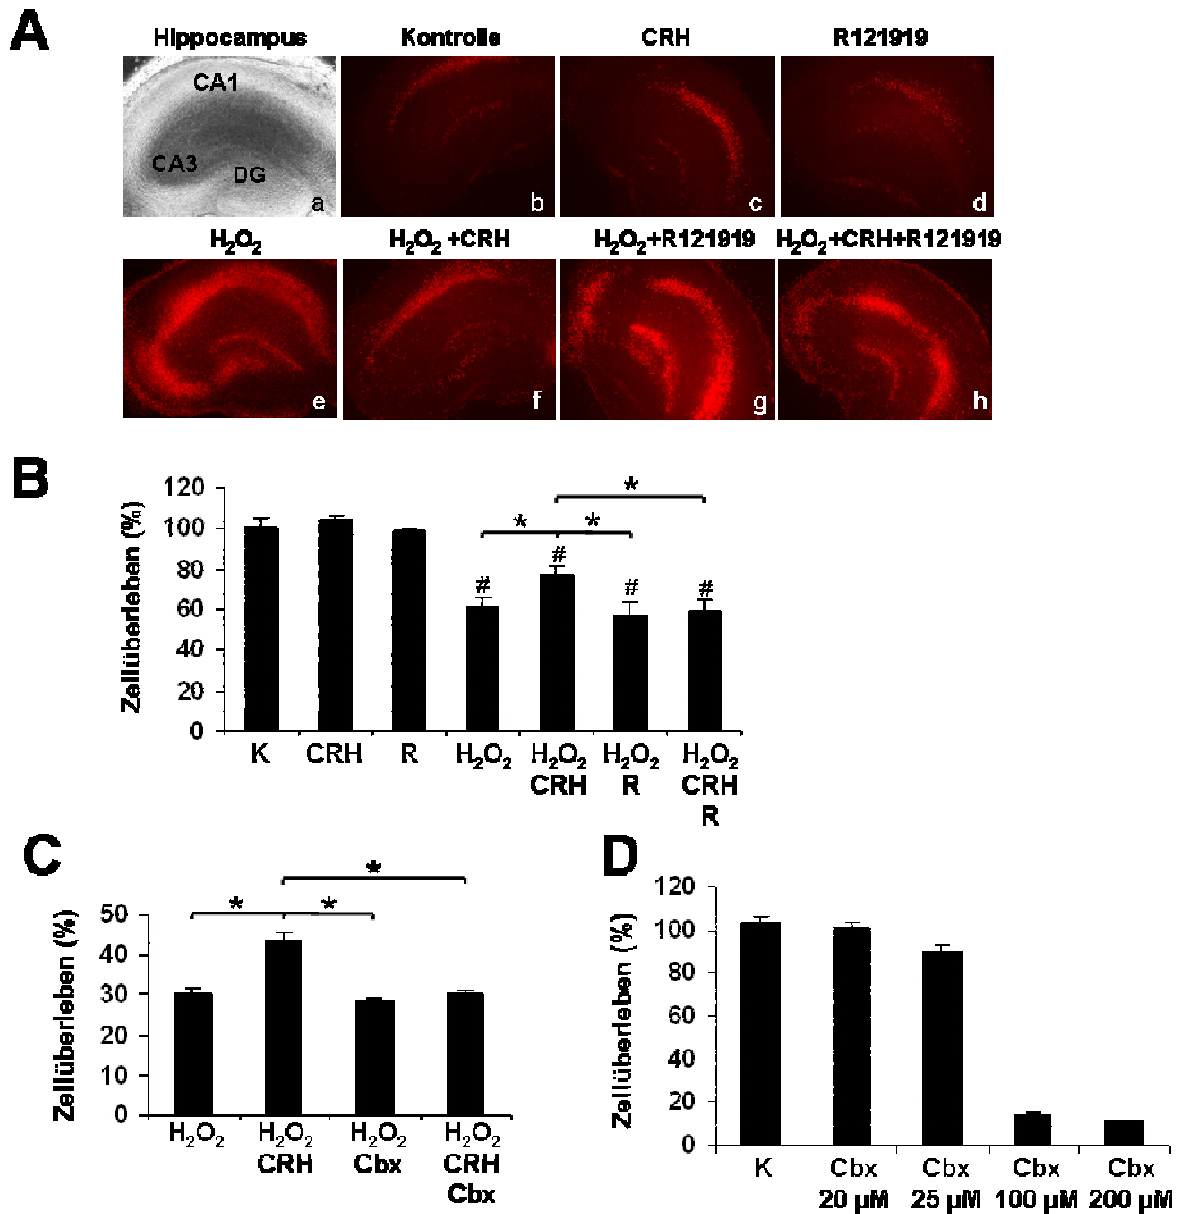 A
Hippocampus Kontrolle CRH R121919
CA1
CA3
DG
a b c d
H₂O₂ H₂O₂ +CRH H₂O₂+R121919 H₂O₂+CRH+R121919
e f g h
B
Zellüberleben (%)
120
100
80
60
40
20
0
* * *
# # # #
K CRH R H₂O₂ H₂O₂ H₂O₂ H₂O₂
CRH R CRH
R
C
Zellüberleben (%)
50
40
30
20
10
0
* * *
H₂O₂ H₂O₂ H₂O₂ H₂O₂
CRH Cbx CRH
Cbx
D
Zellüberleben (%)
120
100
80
60
40
20
0
K Cbx Cbx Cbx Cbx
20 µM 25 µM 100 µM 200 µM